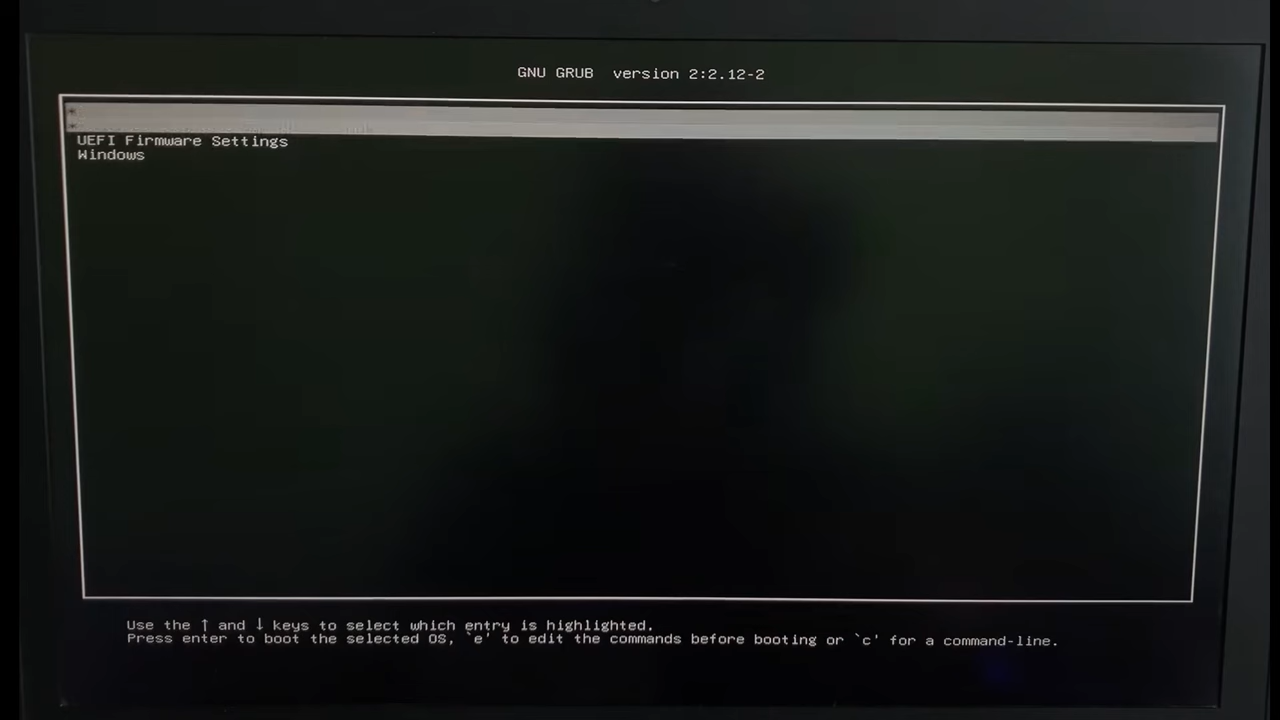 GNU GRUB version 2:2.12-2
*
*
UEFI Firmware Settings
Windows
Use the ↑ and ↓ keys to select which entry is highlighted.
Press enter to boot the selected OS, `e' to edit the commands before booting or `c' for a command-line.